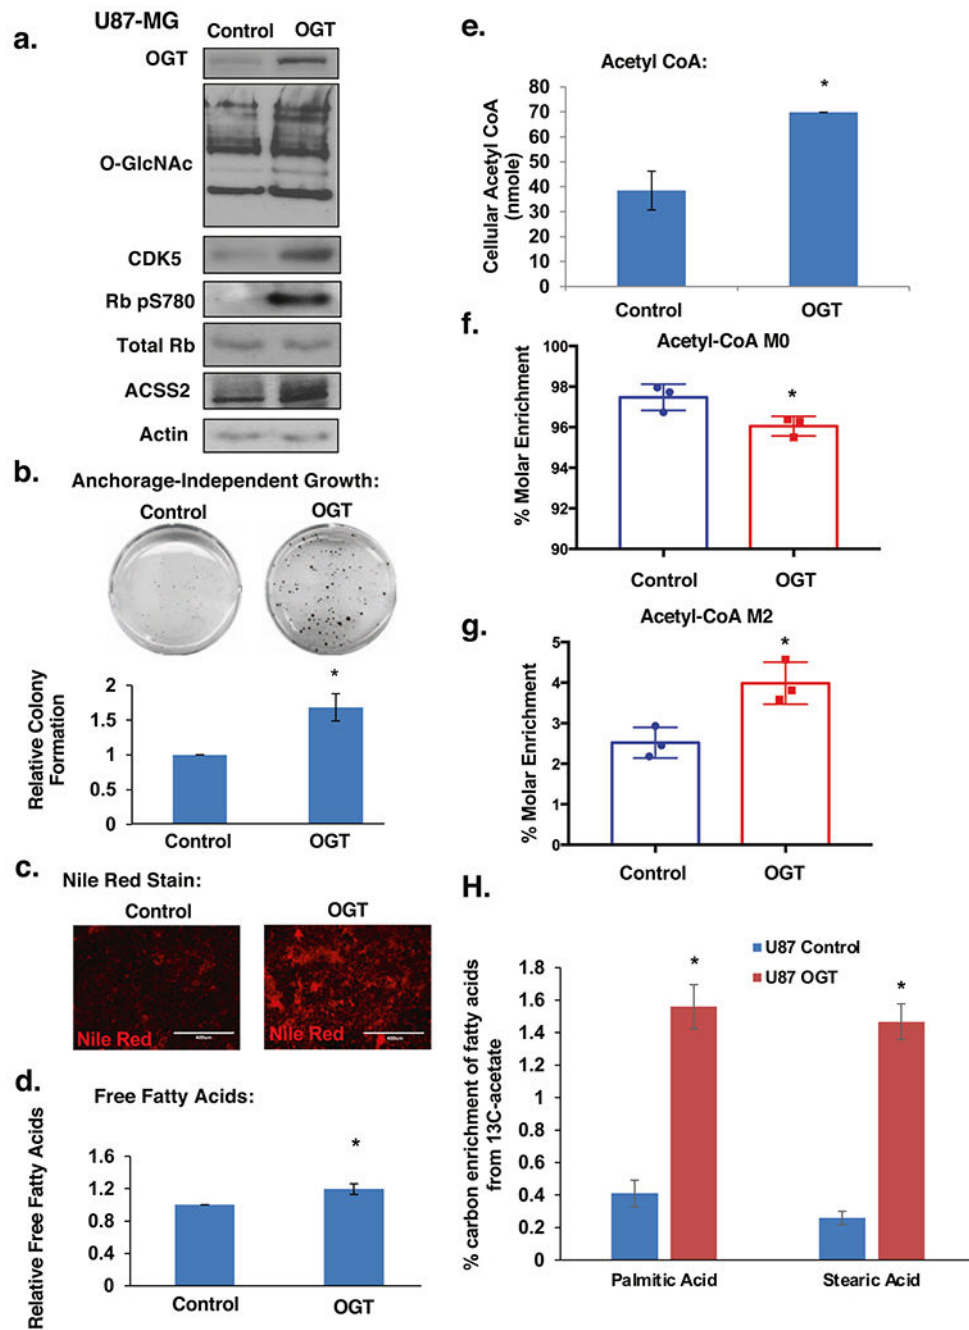 a.
U87-MG
Control OGT
OGT
O-GlcNAc
CDK5
Rb pS780
Total Rb
ACSS2
Actin
b.
Anchorage-Independent Growth:
Control OGT
Relative Colony
Formation
2
1.5
1
0.5
0
*
Control OGT
c.
Nile Red Stain:
Control OGT
Nile Red
Nile Red
d.
Free Fatty Acids:
Relative Free Fatty Acids
1.6
1.2
0.8
0.4
0
*
Control OGT
e.
Acetyl CoA:
Cellular Acetyl CoA
(nmole)
80
70
60
50
40
30
20
10
0
*
Control OGT
f.
Acetyl-CoA M0
% Molar Enrichment
100
98
96
94
92
90
*
Control OGT
g.
Acetyl-CoA M2
% Molar Enrichment
5
4
3
2
1
0
*
Control OGT
H.
U87 Control
U87 OGT
% carbon enrichment of fatty acids
from 13C-acetate
1.8
1.6
1.4
1.2
1
0.8
0.6
0.4
0.2
0
*
*
Palmitic Acid Stearic Acid